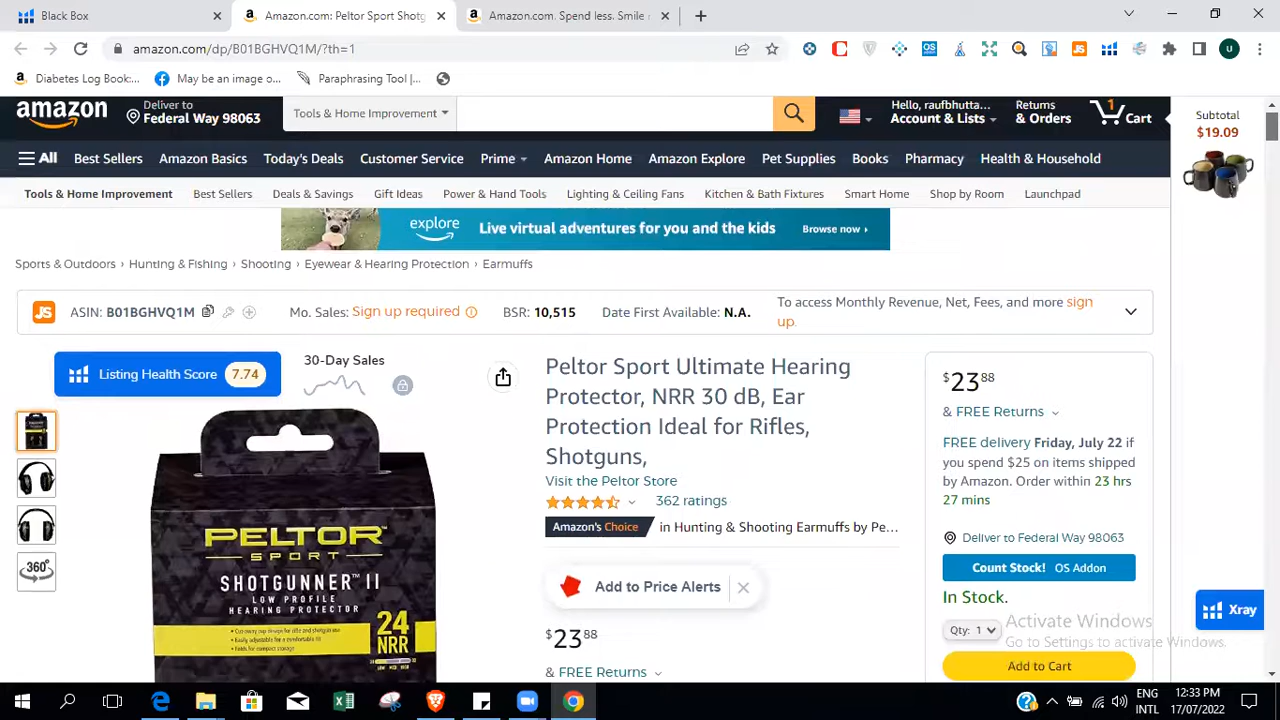 Black Box
Amazon.com: Peltor Sport Shotg
Amazon.com. Spend less. Smile
amazon.com/dp/B01BGHVQ1M/?th=1
U
Diabetes Log Book:...
May be an image o...
Paraphrasing Tool |...
amazon
Deliver to
Federal Way 98063
Tools & Home Improvement
Hello, raufbhutta...
Account & Lists
Returns
& Orders
1
Cart
Subtotal
$19.09
All
Best Sellers
Amazon Basics
Today's Deals
Customer Service
Prime
Amazon Home
Amazon Explore
Pet Supplies
Books
Pharmacy
Health & Household
Tools & Home Improvement
Best Sellers
Deals & Savings
Gift Ideas
Power & Hand Tools
Lighting & Ceiling Fans
Kitchen & Bath Fixtures
Smart Home
Shop by Room
Launchpad
explore
Live virtual adventures for you and the kids
Browse now ›
Sports & Outdoors › Hunting & Fishing › Shooting › Eyewear & Hearing Protection › Earmuffs
JS
ASIN: B01BGHVQ1M
Mo. Sales: Sign up required
BSR: 10,515
Date First Available: N.A.
To access Monthly Revenue, Net, Fees, and more sign
up.
Listing Health Score 7.74
30-Day Sales
360°
PELTOR
SPORT
SHOTGUNNER™ II
LOW PROFILE
HEARING PROTECTOR
24
NRR
Peltor Sport Ultimate Hearing
Protector, NRR 30 dB, Ear
Protection Ideal for Rifles,
Shotguns,
Visit the Peltor Store
362 ratings
Amazon's Choice
in Hunting & Shooting Earmuffs by Pe...
Add to Price Alerts
$23 88
& FREE Returns
$23 88
& FREE Returns
FREE delivery Friday, July 22 if
you spend $25 on items shipped
by Amazon. Order within 23 hrs
27 mins
Deliver to Federal Way 98063
Count Stock! OS Addon
In Stock.
Qty: 1
Add to Cart
Xray
Activate Windows
Go to Settings to activate Windows.
ENG
INTL
12:33 PM
17/07/2022